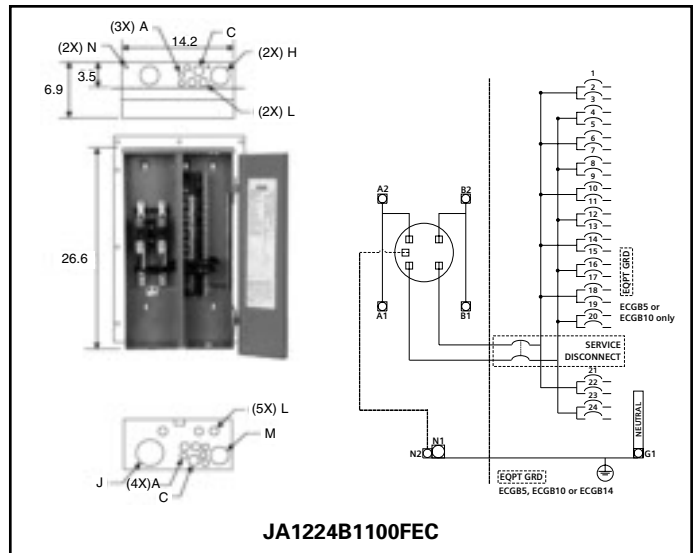 (3X) A
C
14.2
(2X) N
(2X) H
3.5
6.9
(2X) L
26.6
(5X) L
M
J
(4X)A
C
A2
B2
A1
B1
N2
N1
1
2
3
4
5
6
7
8
9
10
11
12
13
14
15
16
17
18
19
20
EQPT GRD
ECGB5 or
ECGB10 only
SERVICE
DISCONNECT
21
22
23
24
NEUTRAL
G1
EQPT GRD
ECGB5, ECGB10 or ECGB14
JA1224B1100FEC